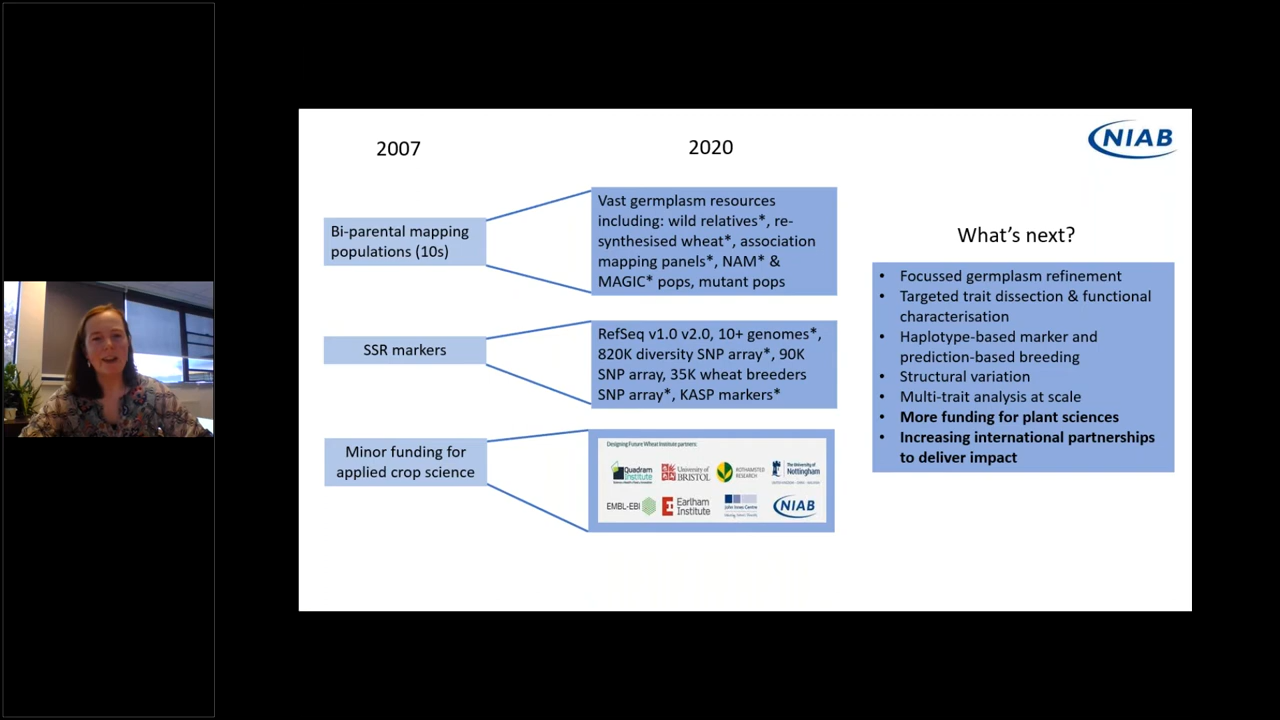 2007
2020
NIAB
Bi-parental mapping
populations (10s)
Vast germplasm resources
including: wild relatives*, re-
synthesised wheat*, association
mapping panels*, NAM* &
MAGIC* pops, mutant pops
SSR markers
RefSeq v1.0 v2.0, 10+ genomes*,
820K diversity SNP array*, 90K
SNP array, 35K wheat breeders
SNP array*, KASP markers*
Minor funding for
applied crop science
Designing Future Wheat Institute partners:
Quadram
Institute
University of
BRISTOL
ROTHAMSTED
RESEARCH
The University of
Nottingham
EMBL-EBI
Earlham
Institute
John Innes Centre
NIAB
What's next?
• Focussed germplasm refinement
• Targeted trait dissection & functional
characterisation
• Haplotype-based marker and
prediction-based breeding
• Structural variation
• Multi-trait analysis at scale
• More funding for plant sciences
• Increasing international partnerships
to deliver impact